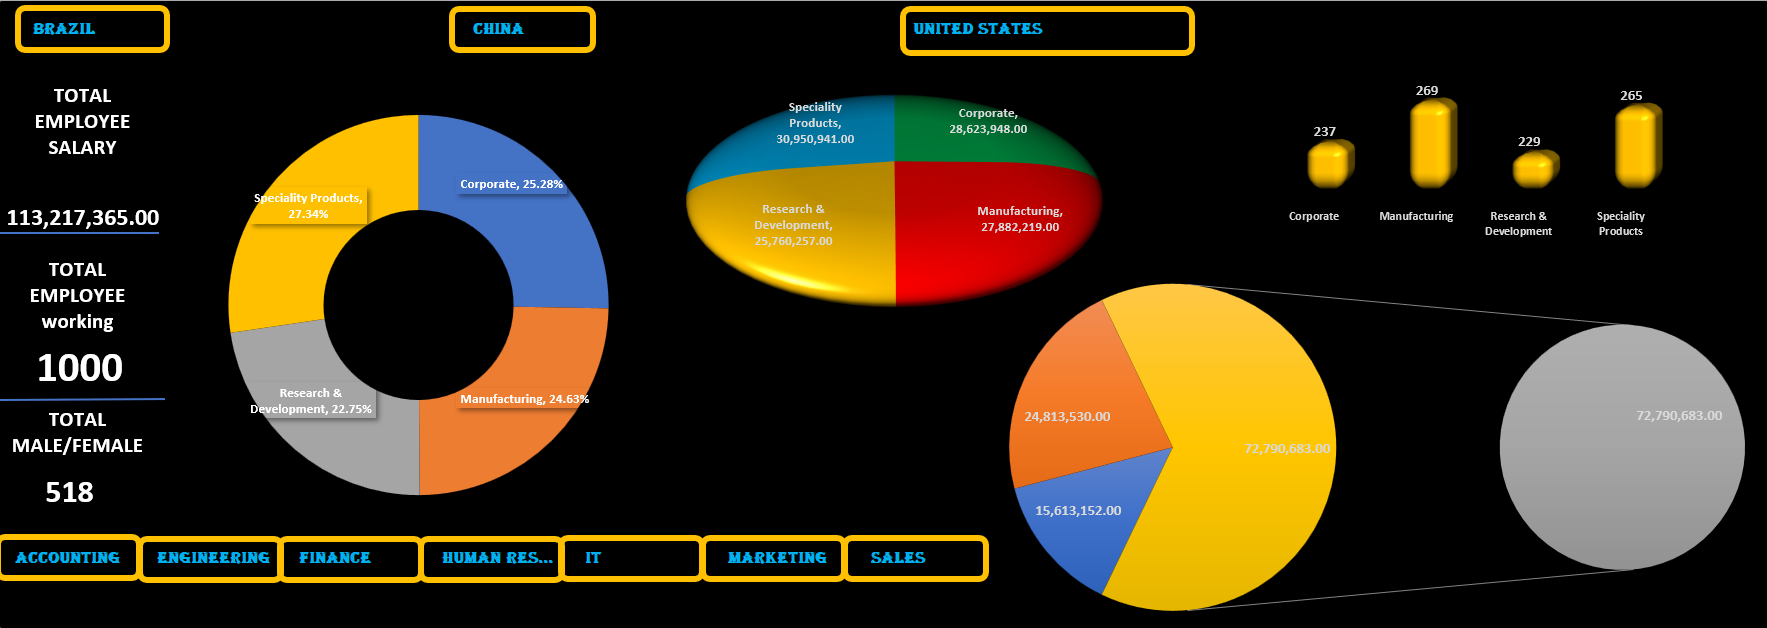 BRAZIL
CHINA
UNITED STATES
TOTAL
EMPLOYEE
SALARY
113,217,365.00
TOTAL
EMPLOYEE
working
1000
TOTAL
MALE/FEMALE
518
Corporate, 25.28%
Speciality Products,
27.34%
Research &
Development, 22.75%
Manufacturing, 24.63%
Speciality
Products,
30,950,941.00
Corporate,
28,623,948.00
Research &
Development,
25,760,257.00
Manufacturing,
27,882,219.00
237
269
229
265
Corporate
Manufacturing
Research &
Development
Speciality
Products
24,813,530.00
72,790,683.00
15,613,152.00
72,790,683.00
ACCOUNTING
ENGINEERING
FINANCE
HUMAN RES...
IT
MARKETING
SALES